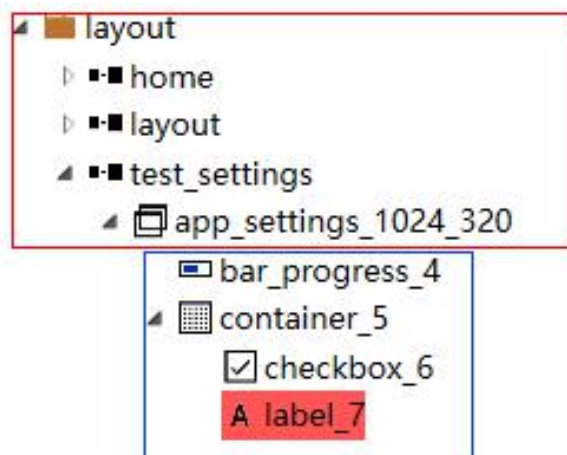 layout
home
layout
test_settings
app_settings_1024_320
bar_progress_4
container_5
checkbox_6
A label_7